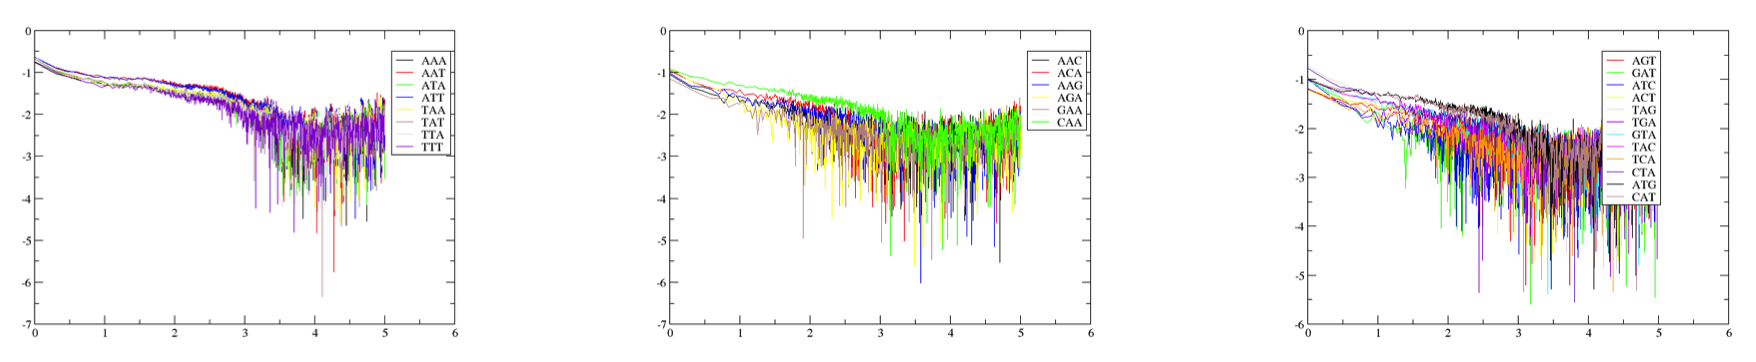 0
-1
-2
-3
-4
-5
-6
-7
0 1 2 3 4 5 6
AAA
AAT
ATA
ATT
TAA
TAT
TTA
TTT
0
-1
-2
-3
-4
-5
-6
-7
0 1 2 3 4 5 6
AAC
ACA
AAG
AGA
GAA
CAA
0
-1
-2
-3
-4
-5
-6
0 1 2 3 4 5 6
AGT
GAT
ATC
ACT
TAG
TGA
GTA
TAC
TCA
CTA
ATG
CAT